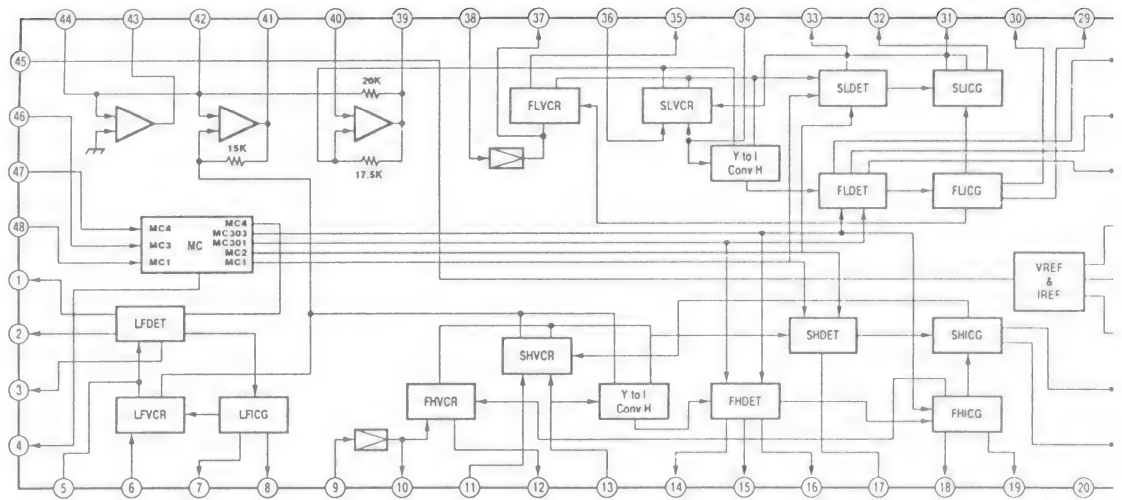 44 43 42 41 40 39 38 37 36 35 34 33 32 31 30 29
45
20K
FLVCR SLVCR SLDET SLICG
46
15K
17.5K
Y to I
Conv H
47
FLDET FLICG
48
MC4 MC MC4
MC3 MC303
MC1 MC301
MC2
MC1
VREF
&
IREF
1
LFDET
2
SHDET SHICG
SHVCR
3
LFVCR LFICG FHVCR Y to I
Conv H
FHDET FHICG
4
5 6 7 8 9 10 11 12 13 14 15 16 17 18 19 20